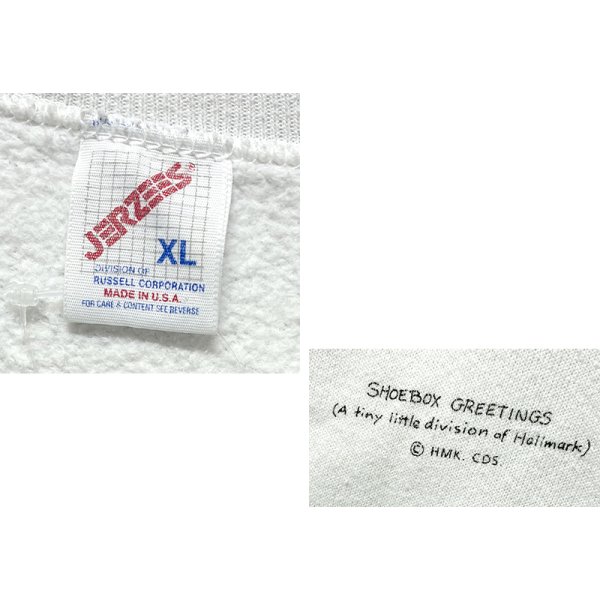 JERZEES®
XL
DIVISION OF
RUSSELL CORPORATION
MADE IN U.S.A.
FOR CARE & CONTENT SEE REVERSE
SHOEBOX GREETINGS
(A tiny little division of Hallmark)
© HMK. CDS.